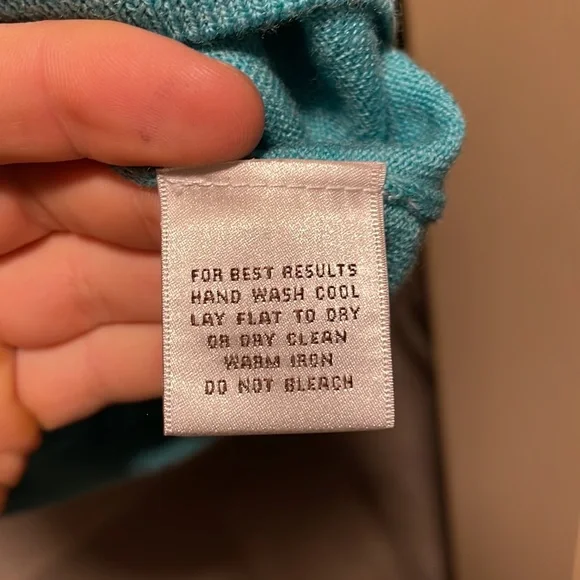 FOR BEST RESULTS
HAND WASH COOL
LAY FLAT TO DRY
OR DRY CLEAN
WARM IRON
DO NOT BLEACH